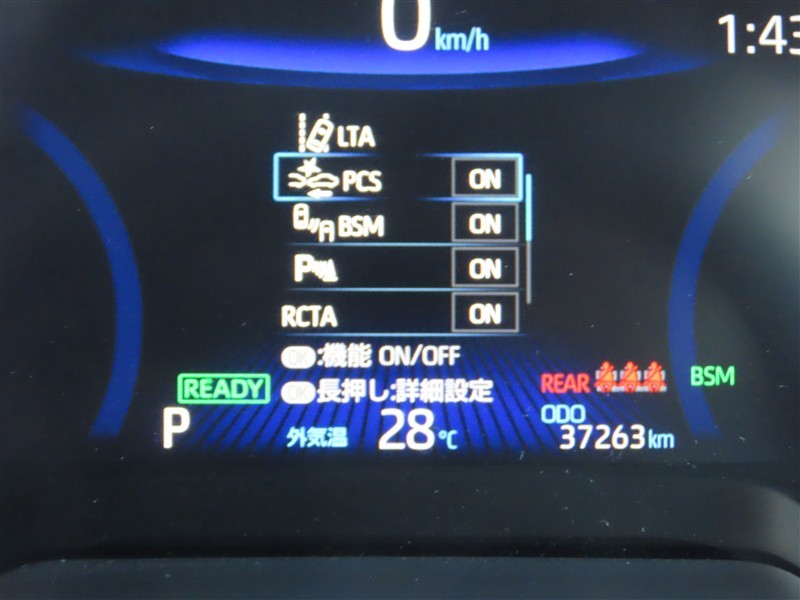 0 km/h
1:43
LTA
PCS ON
BSM ON
P ON
RCTA ON
OK:機能 ON/OFF
OK長押し:詳細設定
READY
REAR
BSM
P
外気温 28℃
ODO
37263km